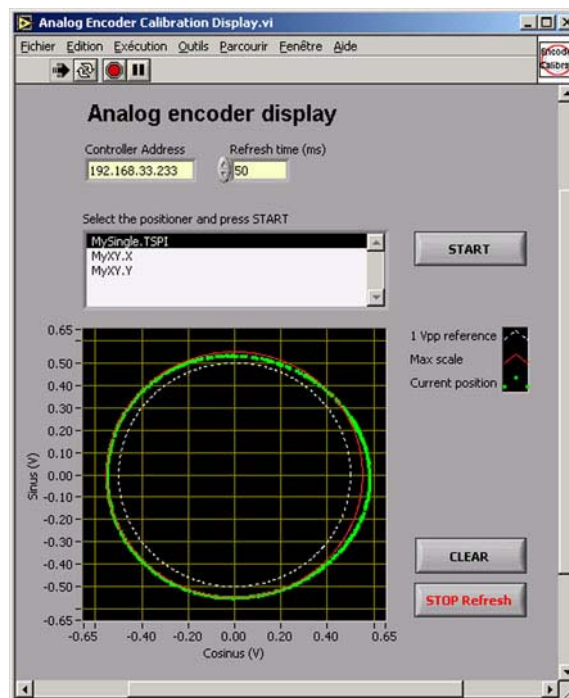 Analog Encoder Calibration Display.vi
Fichier Edition Exécution Outils Parcourir Fenêtre Aide
Analog encoder display
Controller Address
Refresh time (ms)
192.168.33.233
50
Select the positioner and press START
MySingle.TSPI
MyXY.X
MyXY.Y
START
0.65
0.50
0.40
0.30
0.20
0.10
0.00
-0.10
-0.20
-0.30
-0.40
-0.50
-0.65
Sinus (V)
-0.65 -0.40 -0.20 0.00 0.20 0.40 0.65
Cosinus (V)
1 Vpp reference
Max scale
Current position
CLEAR
STOP Refresh